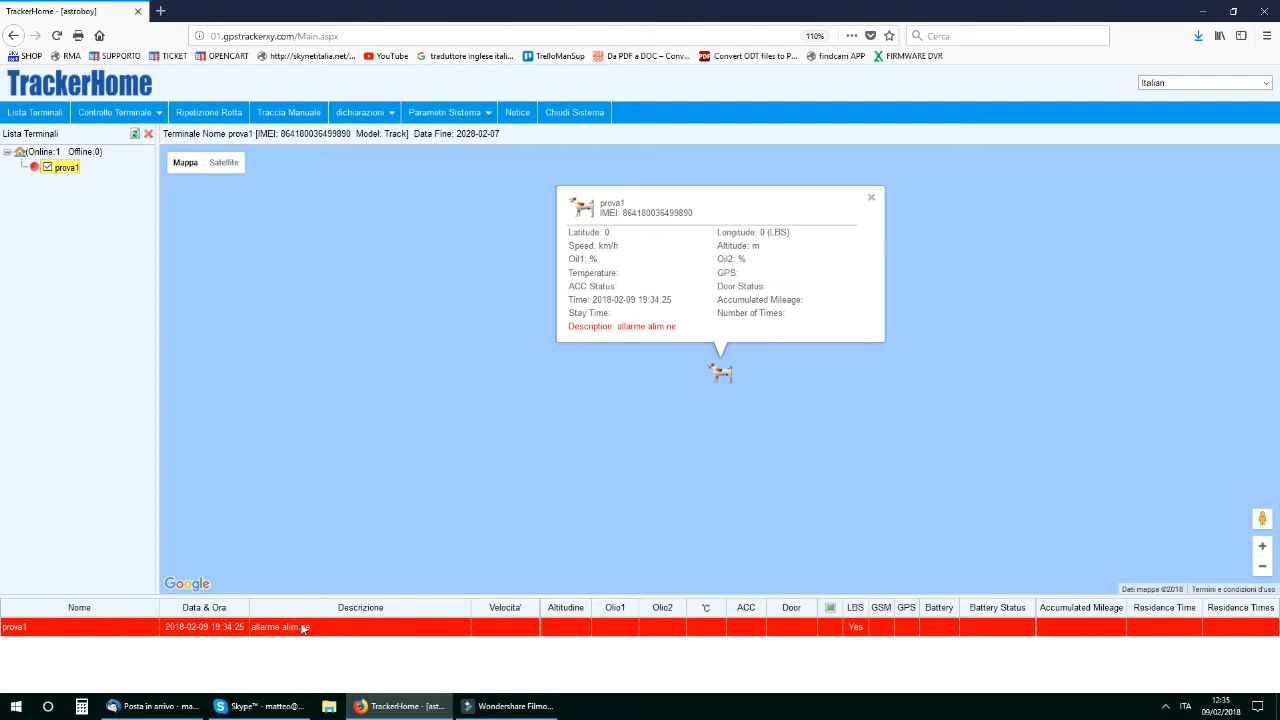 TrackerHome - [astroboy]
01.gpstrackerxy.com/Main.aspx
110%
Cerca
SHOP
RMA
SUPPORTO
TICKET
OPENCART
http://skynetitalia.net/...
YouTube
traduttore inglese itali...
TrelloManSup
Da PDF a DOC – Conv...
Convert ODT files to P...
findcam APP
FIRMWARE DVR
TrackerHome
Italian
Lista Terminali
Controllo Terminale
Ripetizione Rotta
Traccia Manuale
dichiarazioni
Parametri Sistema
Notice
Chiudi Sistema
Lista Terminali
Terminale Nome prova1 [IMEI: 864180036499890 Model: Track] Data Fine: 2028-02-07
(Online:1 Offline:0)
prova1
Mappa
Satellite
prova1
IMEI: 864180036499890
Latitude: 0
Longitude: 0 (LBS)
Speed: km/h
Altitude: m
Oil1: %
Oil2: %
Temperature:
GPS:
ACC Status:
Door Status:
Time: 2018-02-09 19:34:25
Accumulated Mileage:
Stay Time:
Number of Times:
Description: allarme alim.ne
Google
Dati mappa ©2018
Termini e condizioni d'uso
Nome
Data & Ora
Descrizione
Velocita'
Altitudine
Olio1
Olio2
℃
ACC
Door
LBS
GSM
GPS
Battery
Battery Status
Accumulated Mileage
Residence Time
Residence Times
prova1
2018-02-09 19:34:25
allarme alim.ne
Yes
Posta in arrivo - ma...
Skype™ - matteo@...
TrackerHome - [ast...
Wondershare Filmo...
ITA
12:35
09/02/2018